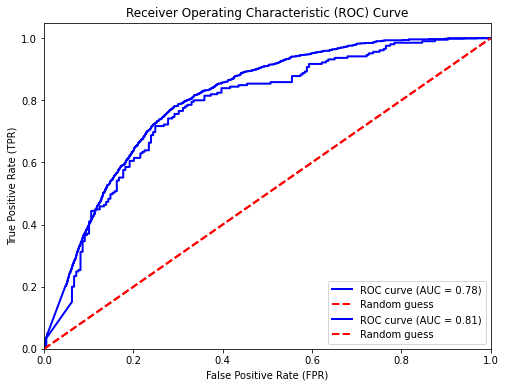 Receiver Operating Characteristic (ROC) Curve
True Positive Rate (TPR)
1.0
0.8
0.6
0.4
0.2
0.0
ROC curve (AUC = 0.78)
Random guess
ROC curve (AUC = 0.81)
Random guess
0.0 0.2 0.4 0.6 0.8 1.0
False Positive Rate (FPR)